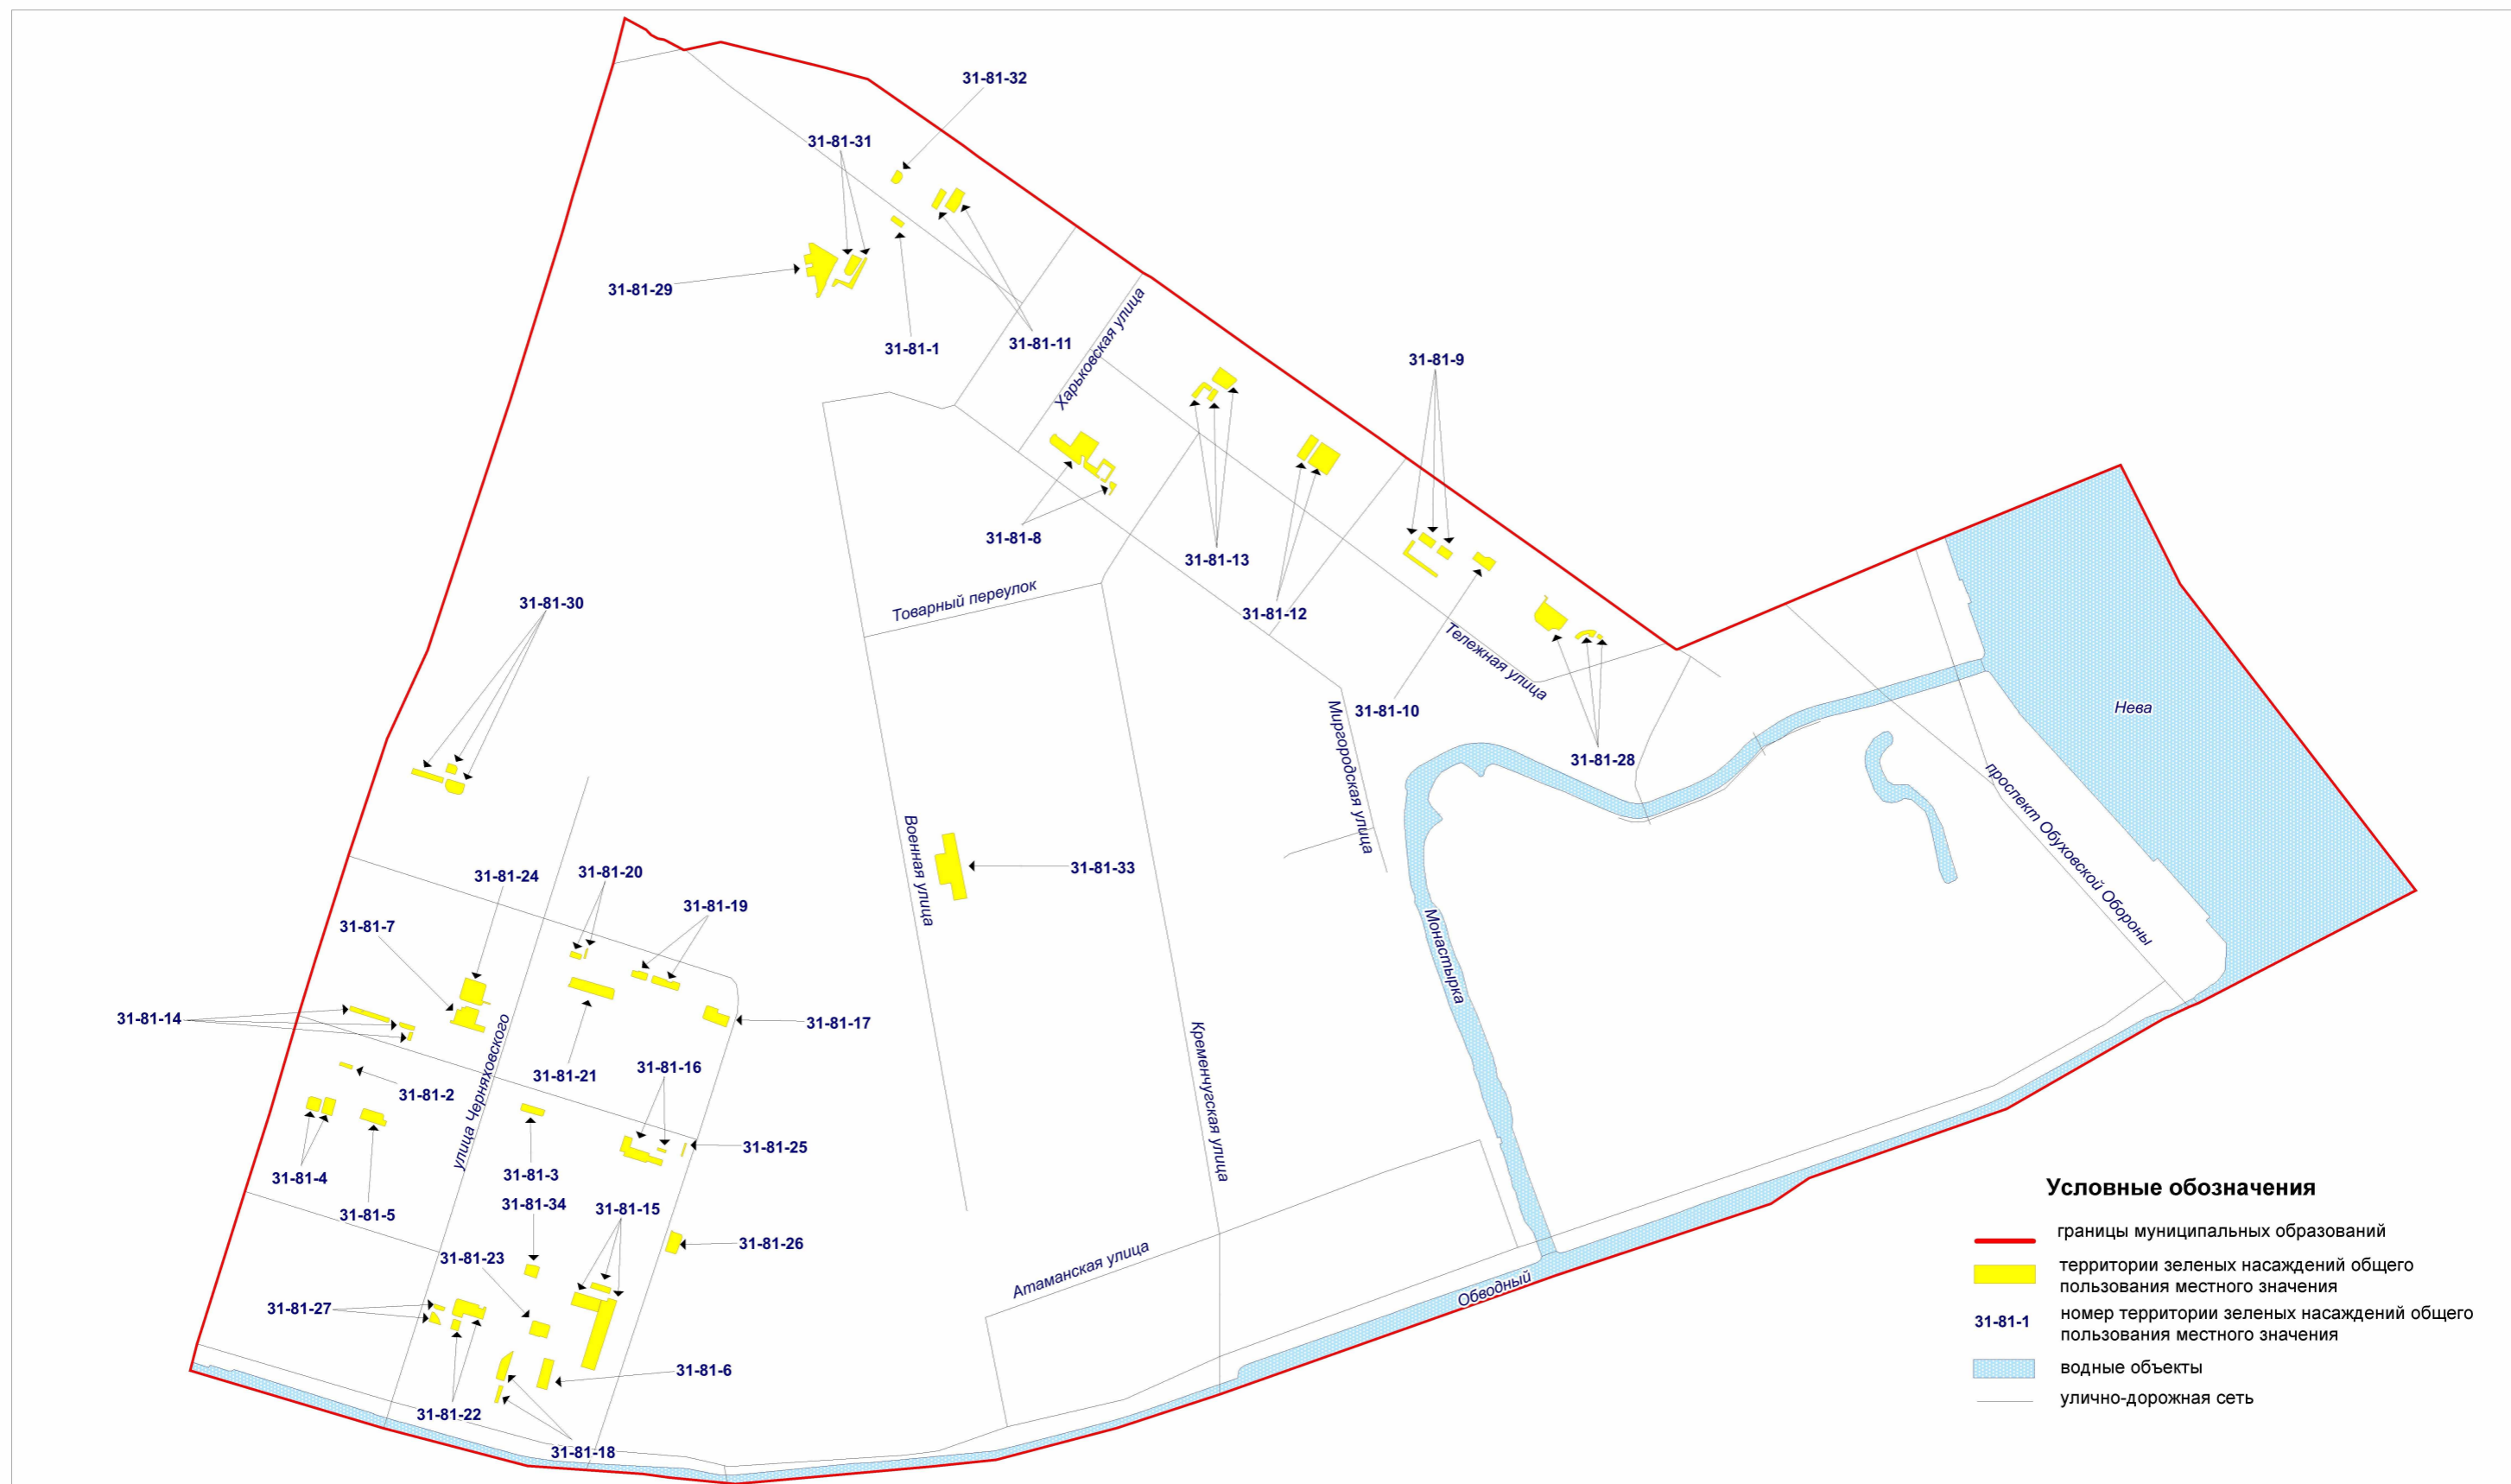 31-81-32
31-81-31
31-81-29
31-81-1
31-81-11
Харьковская улица
31-81-9
31-81-8
31-81-13
31-81-12
Товарный переулок
31-81-30
Тележная улица
31-81-10
31-81-28
Миргородская улица
Нева
проспект Обуховской Обороны
Военная улица
31-81-33
31-81-24
31-81-20
31-81-19
31-81-7
Монастырка
31-81-14
31-81-17
31-81-21
31-81-16
31-81-2
улица Черняховского
Кременчугская улица
31-81-25
31-81-4
31-81-3
31-81-5
31-81-34
31-81-15
31-81-26
31-81-23
Атаманская улица
Обводный
31-81-27
31-81-6
31-81-22
31-81-18
Условные обозначения
границы муниципальных образований
территории зеленых насаждений общего
пользования местного значения
31-81-1
номер территории зеленых насаждений общего
пользования местного значения
водные объекты
улично-дорожная сеть